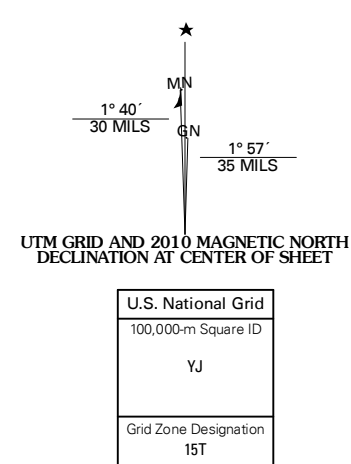 MN
1° 40´
30 MILS
GN
1° 57´
35 MILS
UTM GRID AND 2010 MAGNETIC NORTH
DECLINATION AT CENTER OF SHEET
U.S. National Grid
100,000-m Square ID
YJ
Grid Zone Designation
15T